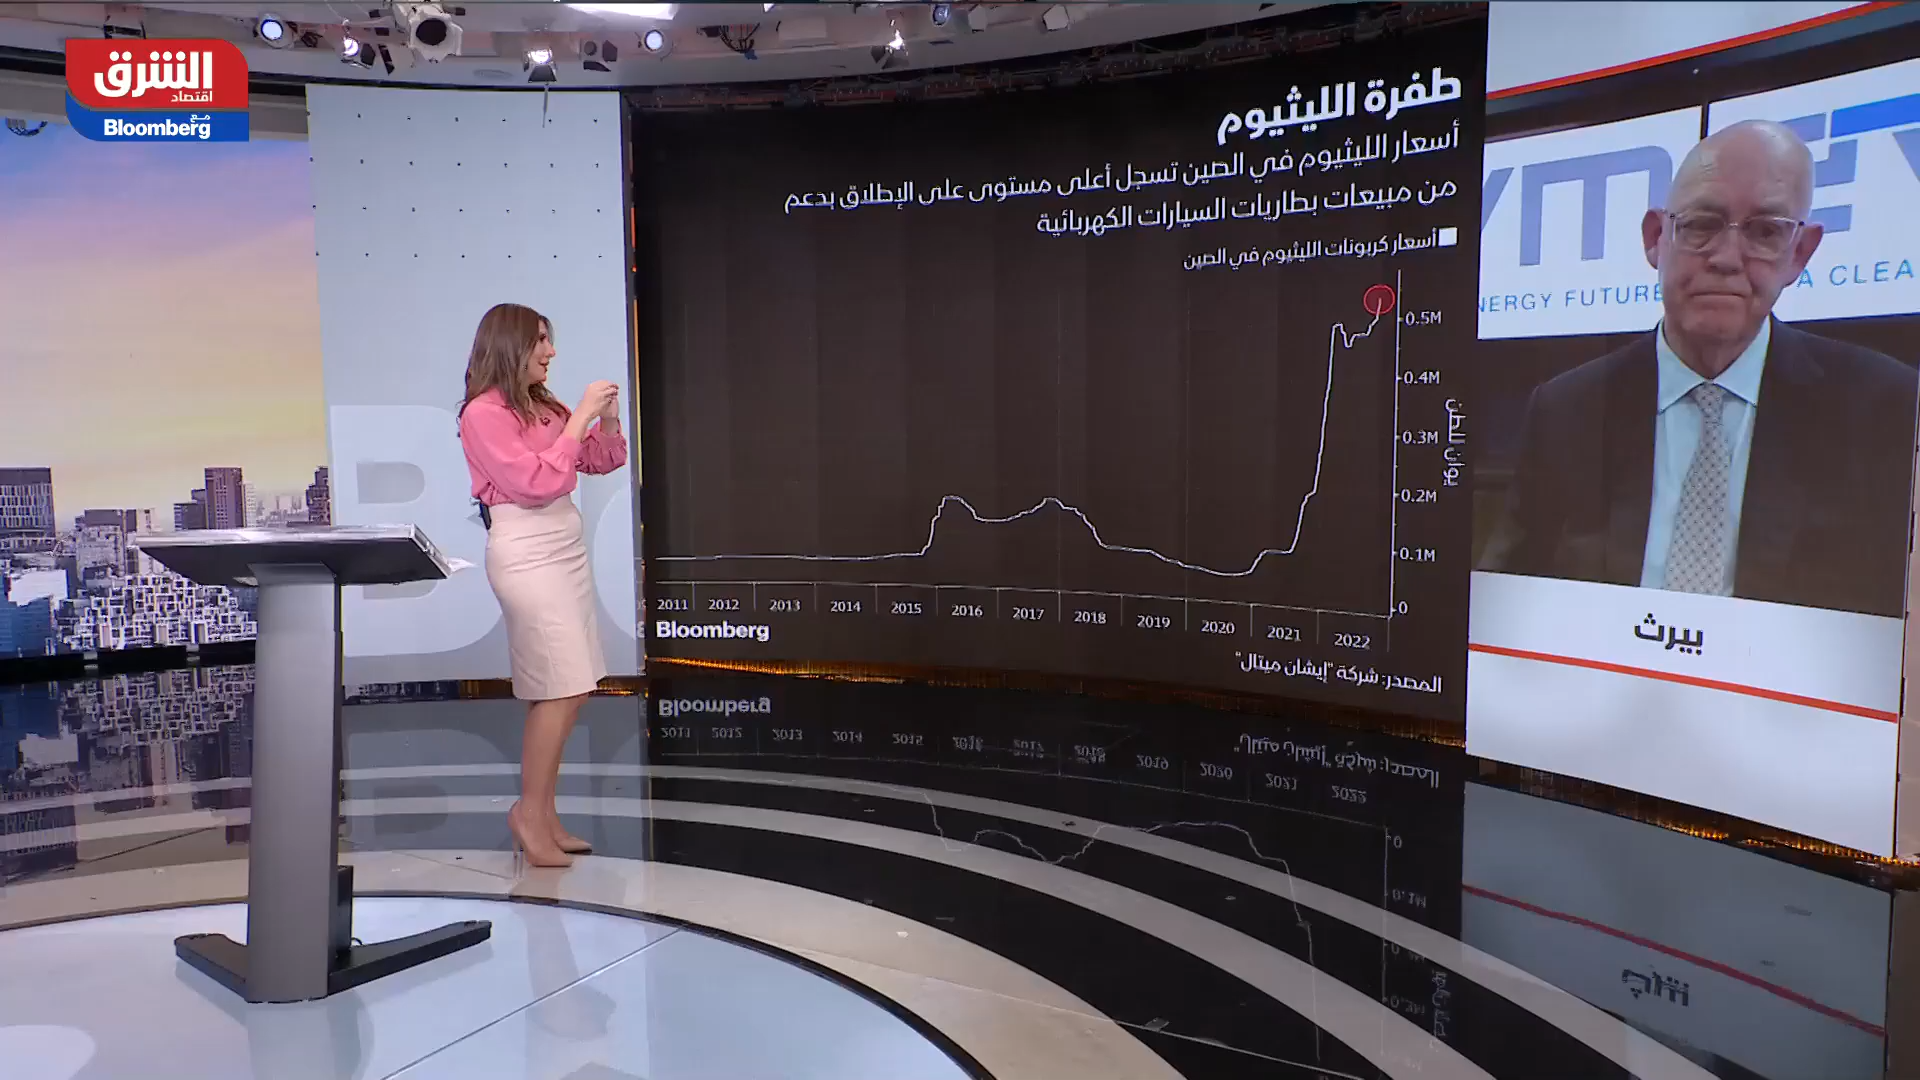 الشرق
اقتصاد
مع
Bloomberg
طفرة الليثيوم
أسعار الليثيوم في الصين تسجل أعلى مستوى على الإطلاق بدعم
من مبيعات بطاريات السيارات الكهربائية
أسعار كربونات الليثيوم في الصين
0.5M
0.4M
0.3M
0.2M
0.1M
0
يوان للطن
2011 2012 2013 2014 2015 2016 2017 2018 2019 2020 2021 2022
Bloomberg
المصدر: شركة "إيشان ميتال"
NERGY FUTURE
A CLEA
بيرث